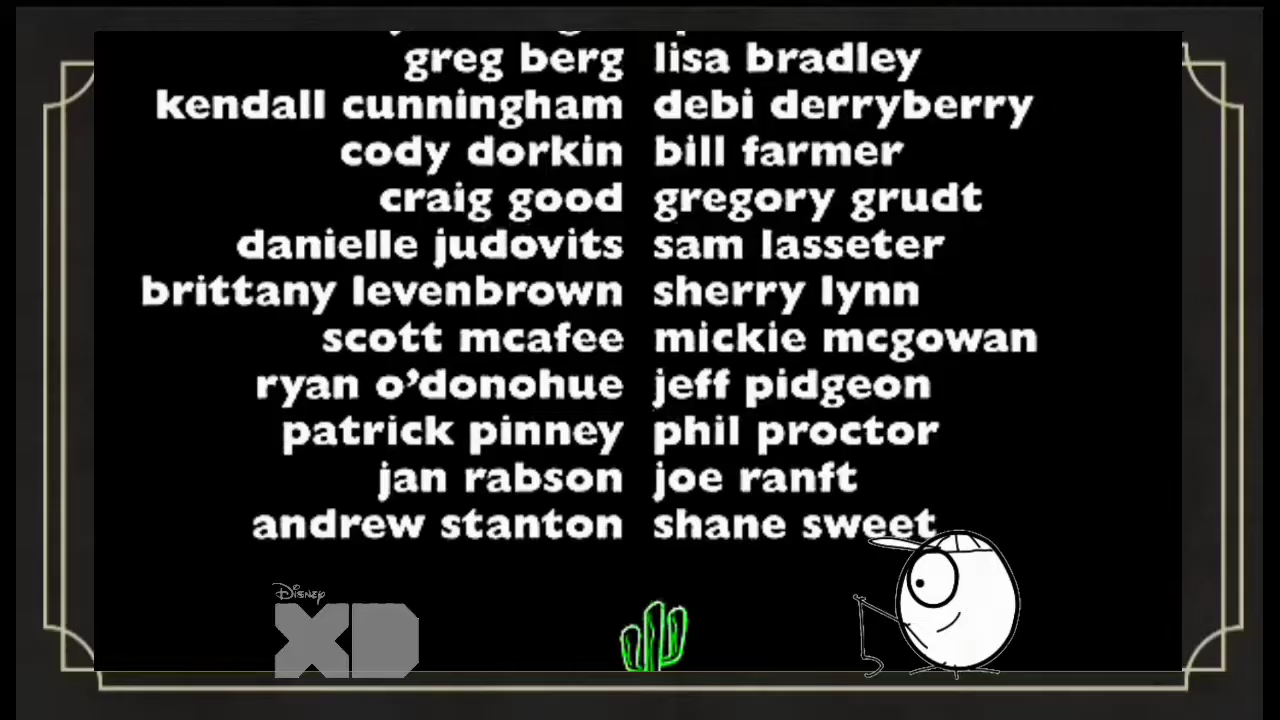 greg berg lisa bradley
kendall cunningham debi derryberry
cody dorkin bill farmer
craig good gregory grudt
danielle judovits sam lasseter
brittany levenbrown sherry lynn
scott mcafee mickie mcgowan
ryan o’donohue jeff pidgeon
patrick pinney phil proctor
jan rabson joe ranft
andrew stanton shane sweet
Disney
XD